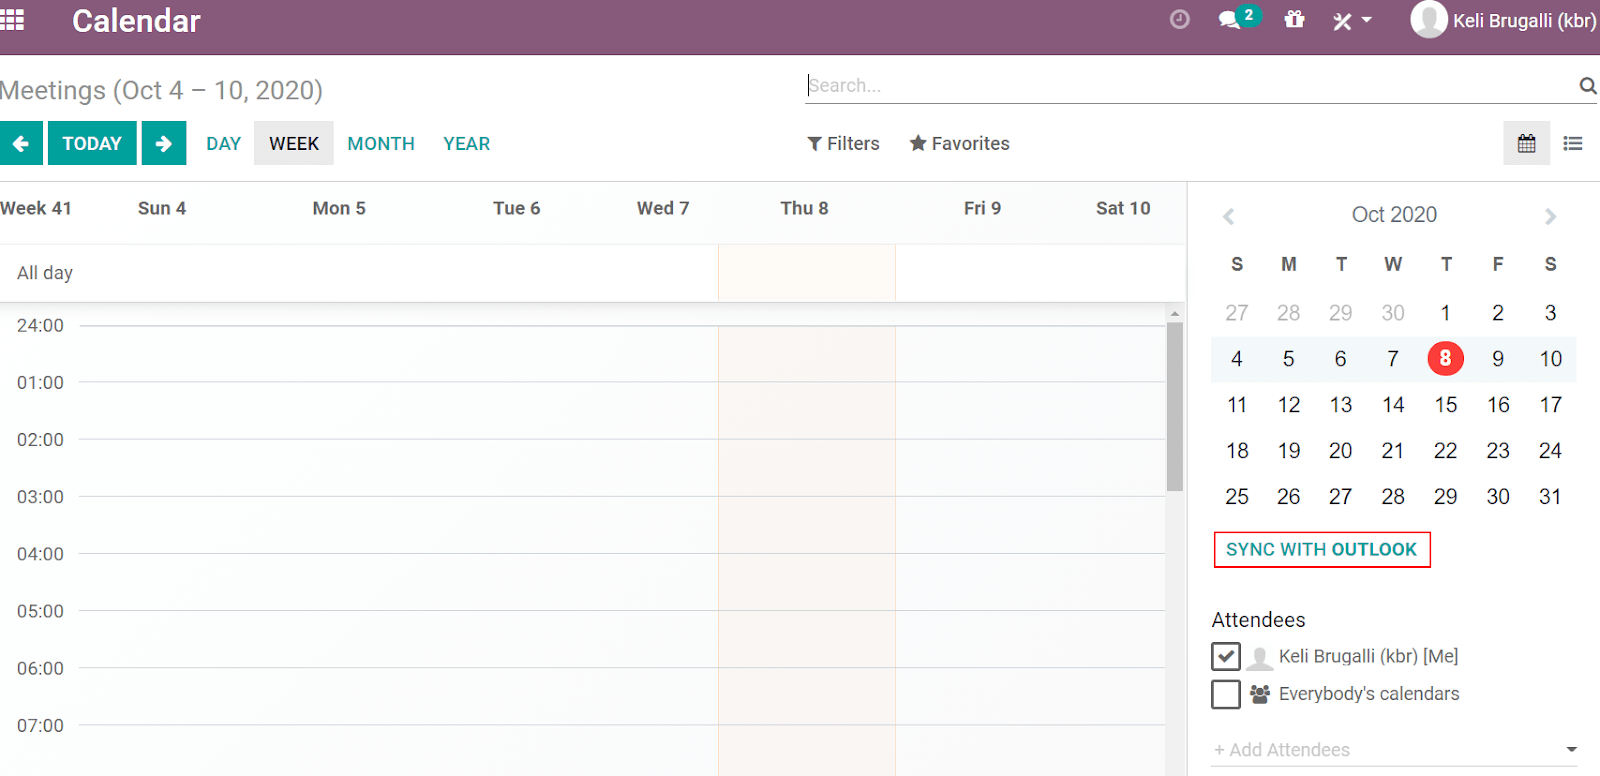 Calendar
2
Keli Brugalli (kbr)
Meetings (Oct 4 – 10, 2020)
Search...
TODAY
DAY
WEEK
MONTH
YEAR
Filters
Favorites
Week 41
Sun 4
Mon 5
Tue 6
Wed 7
Thu 8
Fri 9
Sat 10
All day
24:00
01:00
02:00
03:00
04:00
05:00
06:00
07:00
Oct 2020
S M T W T F S
27 28 29 30 1 2 3
4 5 6 7 8 9 10
11 12 13 14 15 16 17
18 19 20 21 22 23 24
25 26 27 28 29 30 31
SYNC WITH OUTLOOK
Attendees
Keli Brugalli (kbr) [Me]
Everybody's calendars
+ Add Attendees